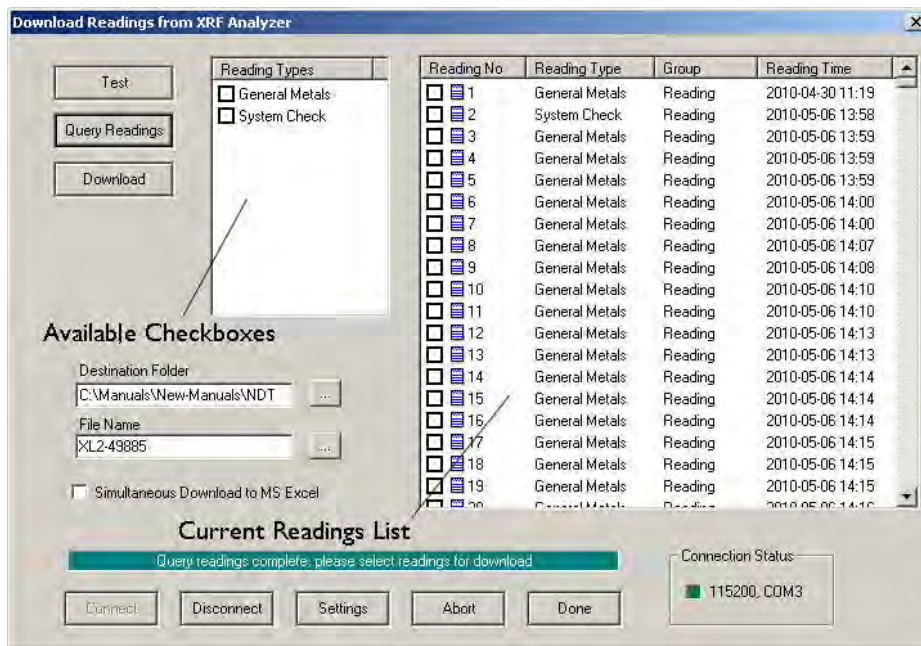 Download Readings from XRF Analyzer
Test
Query Readings
Download
Reading Types
General Metals
System Check
Reading No Reading Type Group Reading Time
1 General Metals Reading 2010-04-30 11:19
2 System Check Reading 2010-05-06 13:58
3 General Metals Reading 2010-05-06 13:59
4 General Metals Reading 2010-05-06 13:59
5 General Metals Reading 2010-05-06 13:59
6 General Metals Reading 2010-05-06 14:00
7 General Metals Reading 2010-05-06 14:00
8 General Metals Reading 2010-05-06 14:07
9 General Metals Reading 2010-05-06 14:08
10 General Metals Reading 2010-05-06 14:10
11 General Metals Reading 2010-05-06 14:10
12 General Metals Reading 2010-05-06 14:13
13 General Metals Reading 2010-05-06 14:13
14 General Metals Reading 2010-05-06 14:14
15 General Metals Reading 2010-05-06 14:14
16 General Metals Reading 2010-05-06 14:14
17 General Metals Reading 2010-05-06 14:15
18 General Metals Reading 2010-05-06 14:15
19 General Metals Reading 2010-05-06 14:15
20 General Metals Reading 2010-05-06 14:16
Available Checkboxes
Destination Folder
C:\Manuals\New-Manuals\NDT ...
File Name
XL2-49885 ...
Simultaneous Download to MS Excel
Current Readings List
Query readings complete, please select readings for download
Connect Disconnect Settings Abort Done
Connection Status
115200, COM3